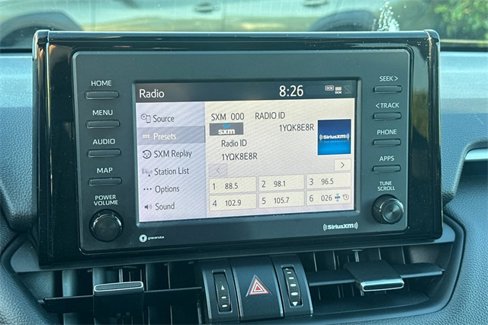 HOME
MENU
AUDIO
MAP
POWER
VOLUME
Radio
8:26
Source
Presets
SXM Replay
Station List
Options
Sound
SXM 000 RADIO ID
1YQK8E8R
sxm
Radio ID
1YQK8E8R
SiriusXM
1 88.5
2 98.1
3 96.5
4 102.9
5 105.7
6 026
SEEK >
< TRACK
PHONE
APPS
TUNE
SCROLL
SiriusXM